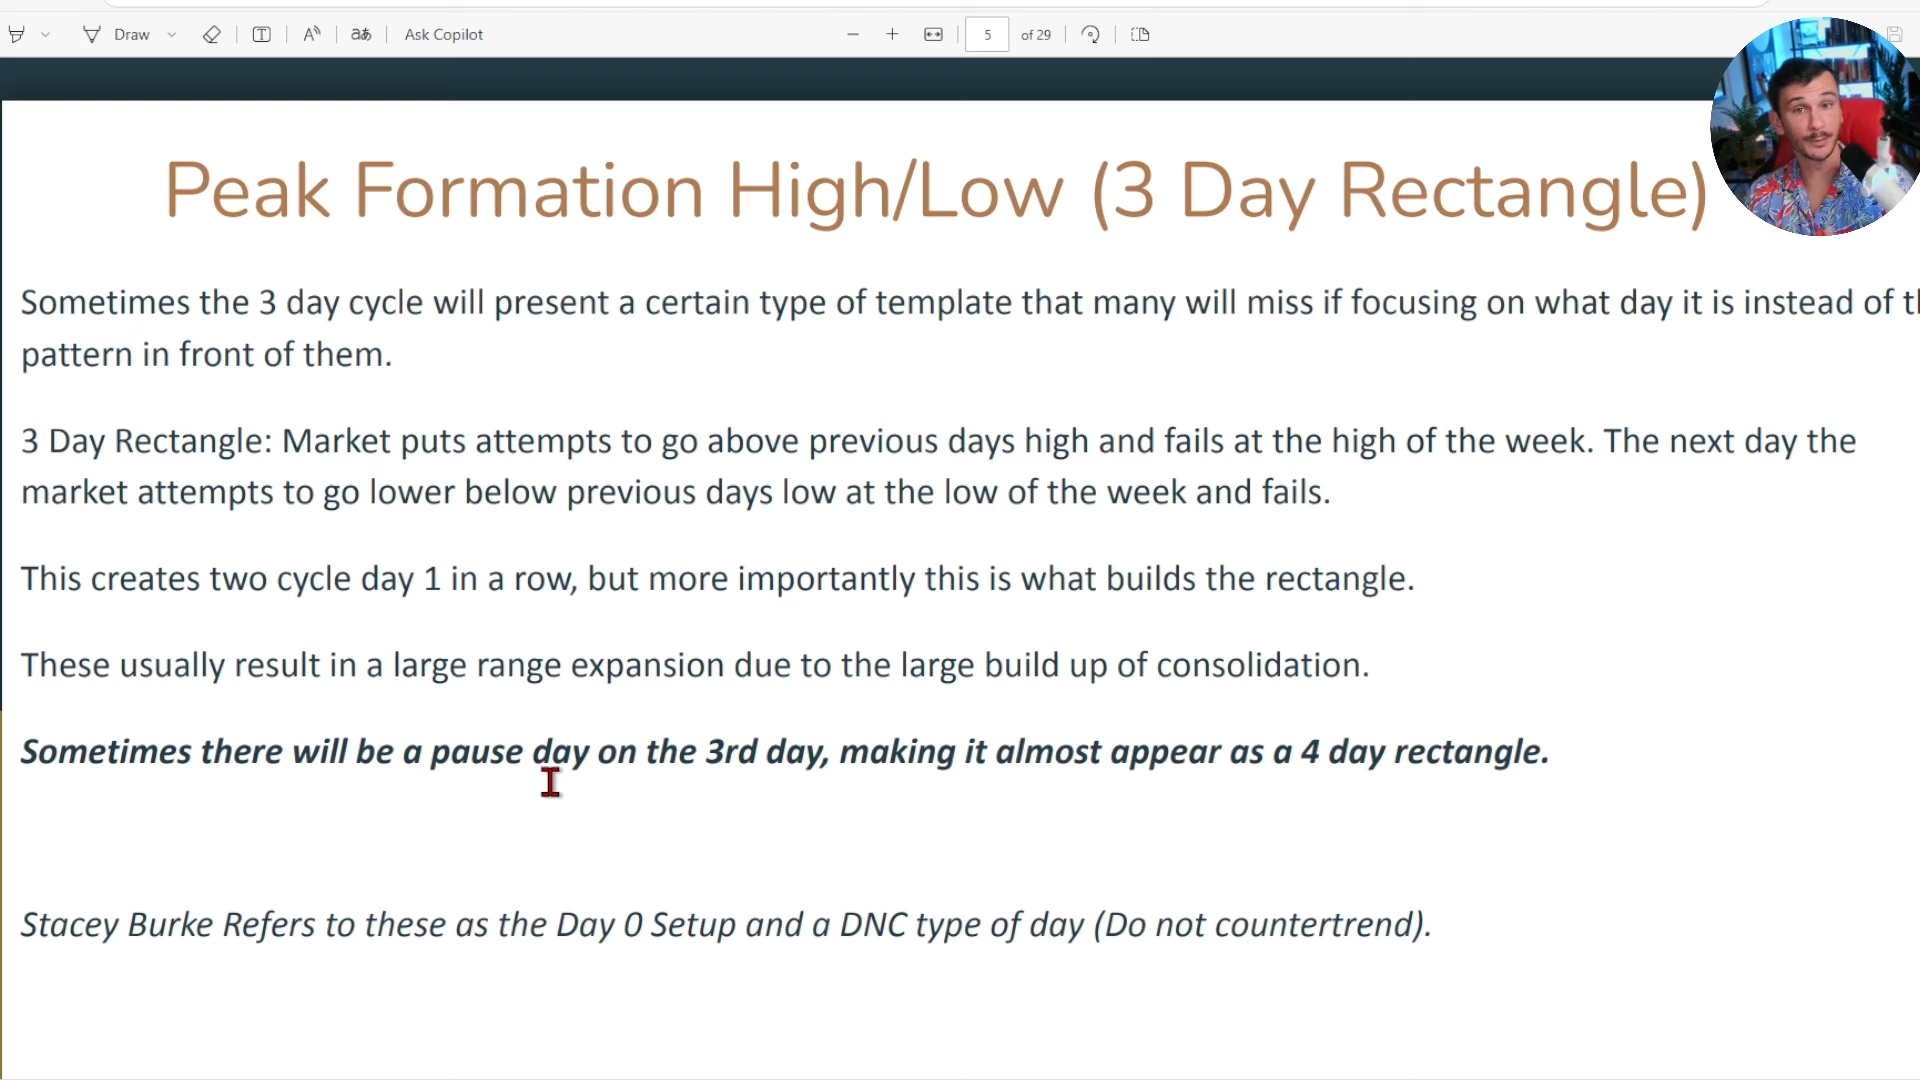 Draw
aあ
Ask Copilot
5
of 29
Peak Formation High/Low (3 Day Rectangle)
Sometimes the 3 day cycle will present a certain type of template that many will miss if focusing on what day it is instead of
pattern in front of them.
3 Day Rectangle: Market puts attempts to go above previous days high and fails at the high of the week. The next day the
market attempts to go lower below previous days low at the low of the week and fails.
This creates two cycle day 1 in a row, but more importantly this is what builds the rectangle.
These usually result in a large range expansion due to the large build up of consolidation.
Sometimes there will be a pause day on the 3rd day, making it almost appear as a 4 day rectangle.
Stacey Burke Refers to these as the Day 0 Setup and a DNC type of day (Do not countertrend).